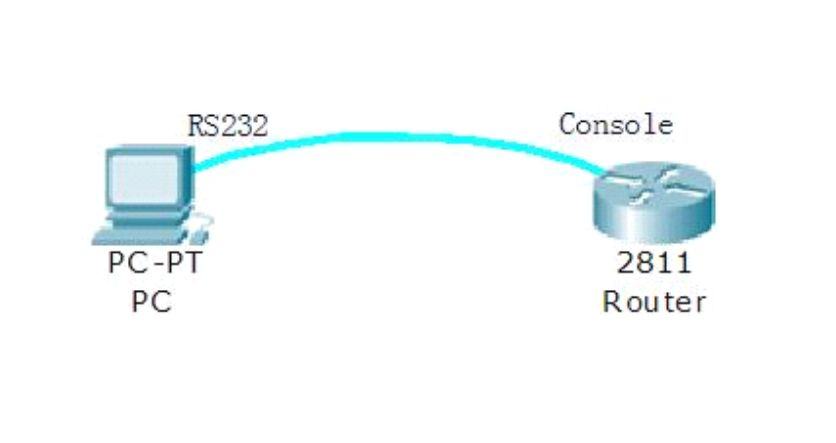 RS232
Console
PC-PT
PC
2811
Router